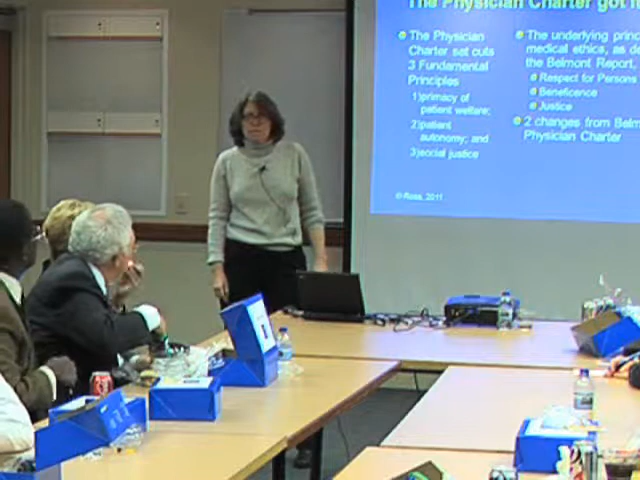 The Physician Charter got
The Physician
Charter set outs
3 Fundamental
Principles
1)primacy of
patient welfare;
2)patient
autonomy; and
3)social justice
The underlying princ
medical ethics, as de
the Belmont Report,
Respect for Persons
Beneficence
Justice
2 changes from Belm
Physician Charter
© Ross, 2011